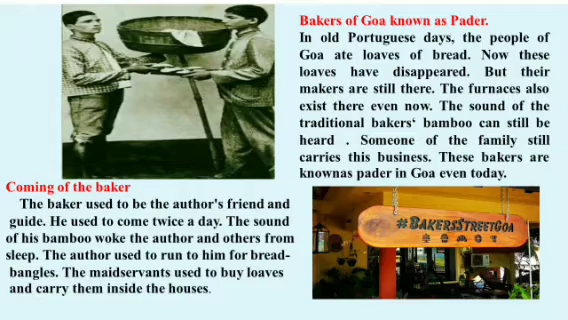 Bakers of Goa known as Pader.
In old Portuguese days, the people of
Goa ate loaves of bread. Now these
loaves have disappeared. But their
makers are still there. The furnaces also
exist there even now. The sound of the
traditional bakers‘ bamboo can still be
heard . Someone of the family still
carries this business. These bakers are
knownas pader in Goa even today.
Coming of the baker
The baker used to be the author's friend and
guide. He used to come twice a day. The sound
of his bamboo woke the author and others from
sleep. The author used to run to him for bread-
bangles. The maidservants used to buy loaves
and carry them inside the houses.
#BAKERSSTREETGOA